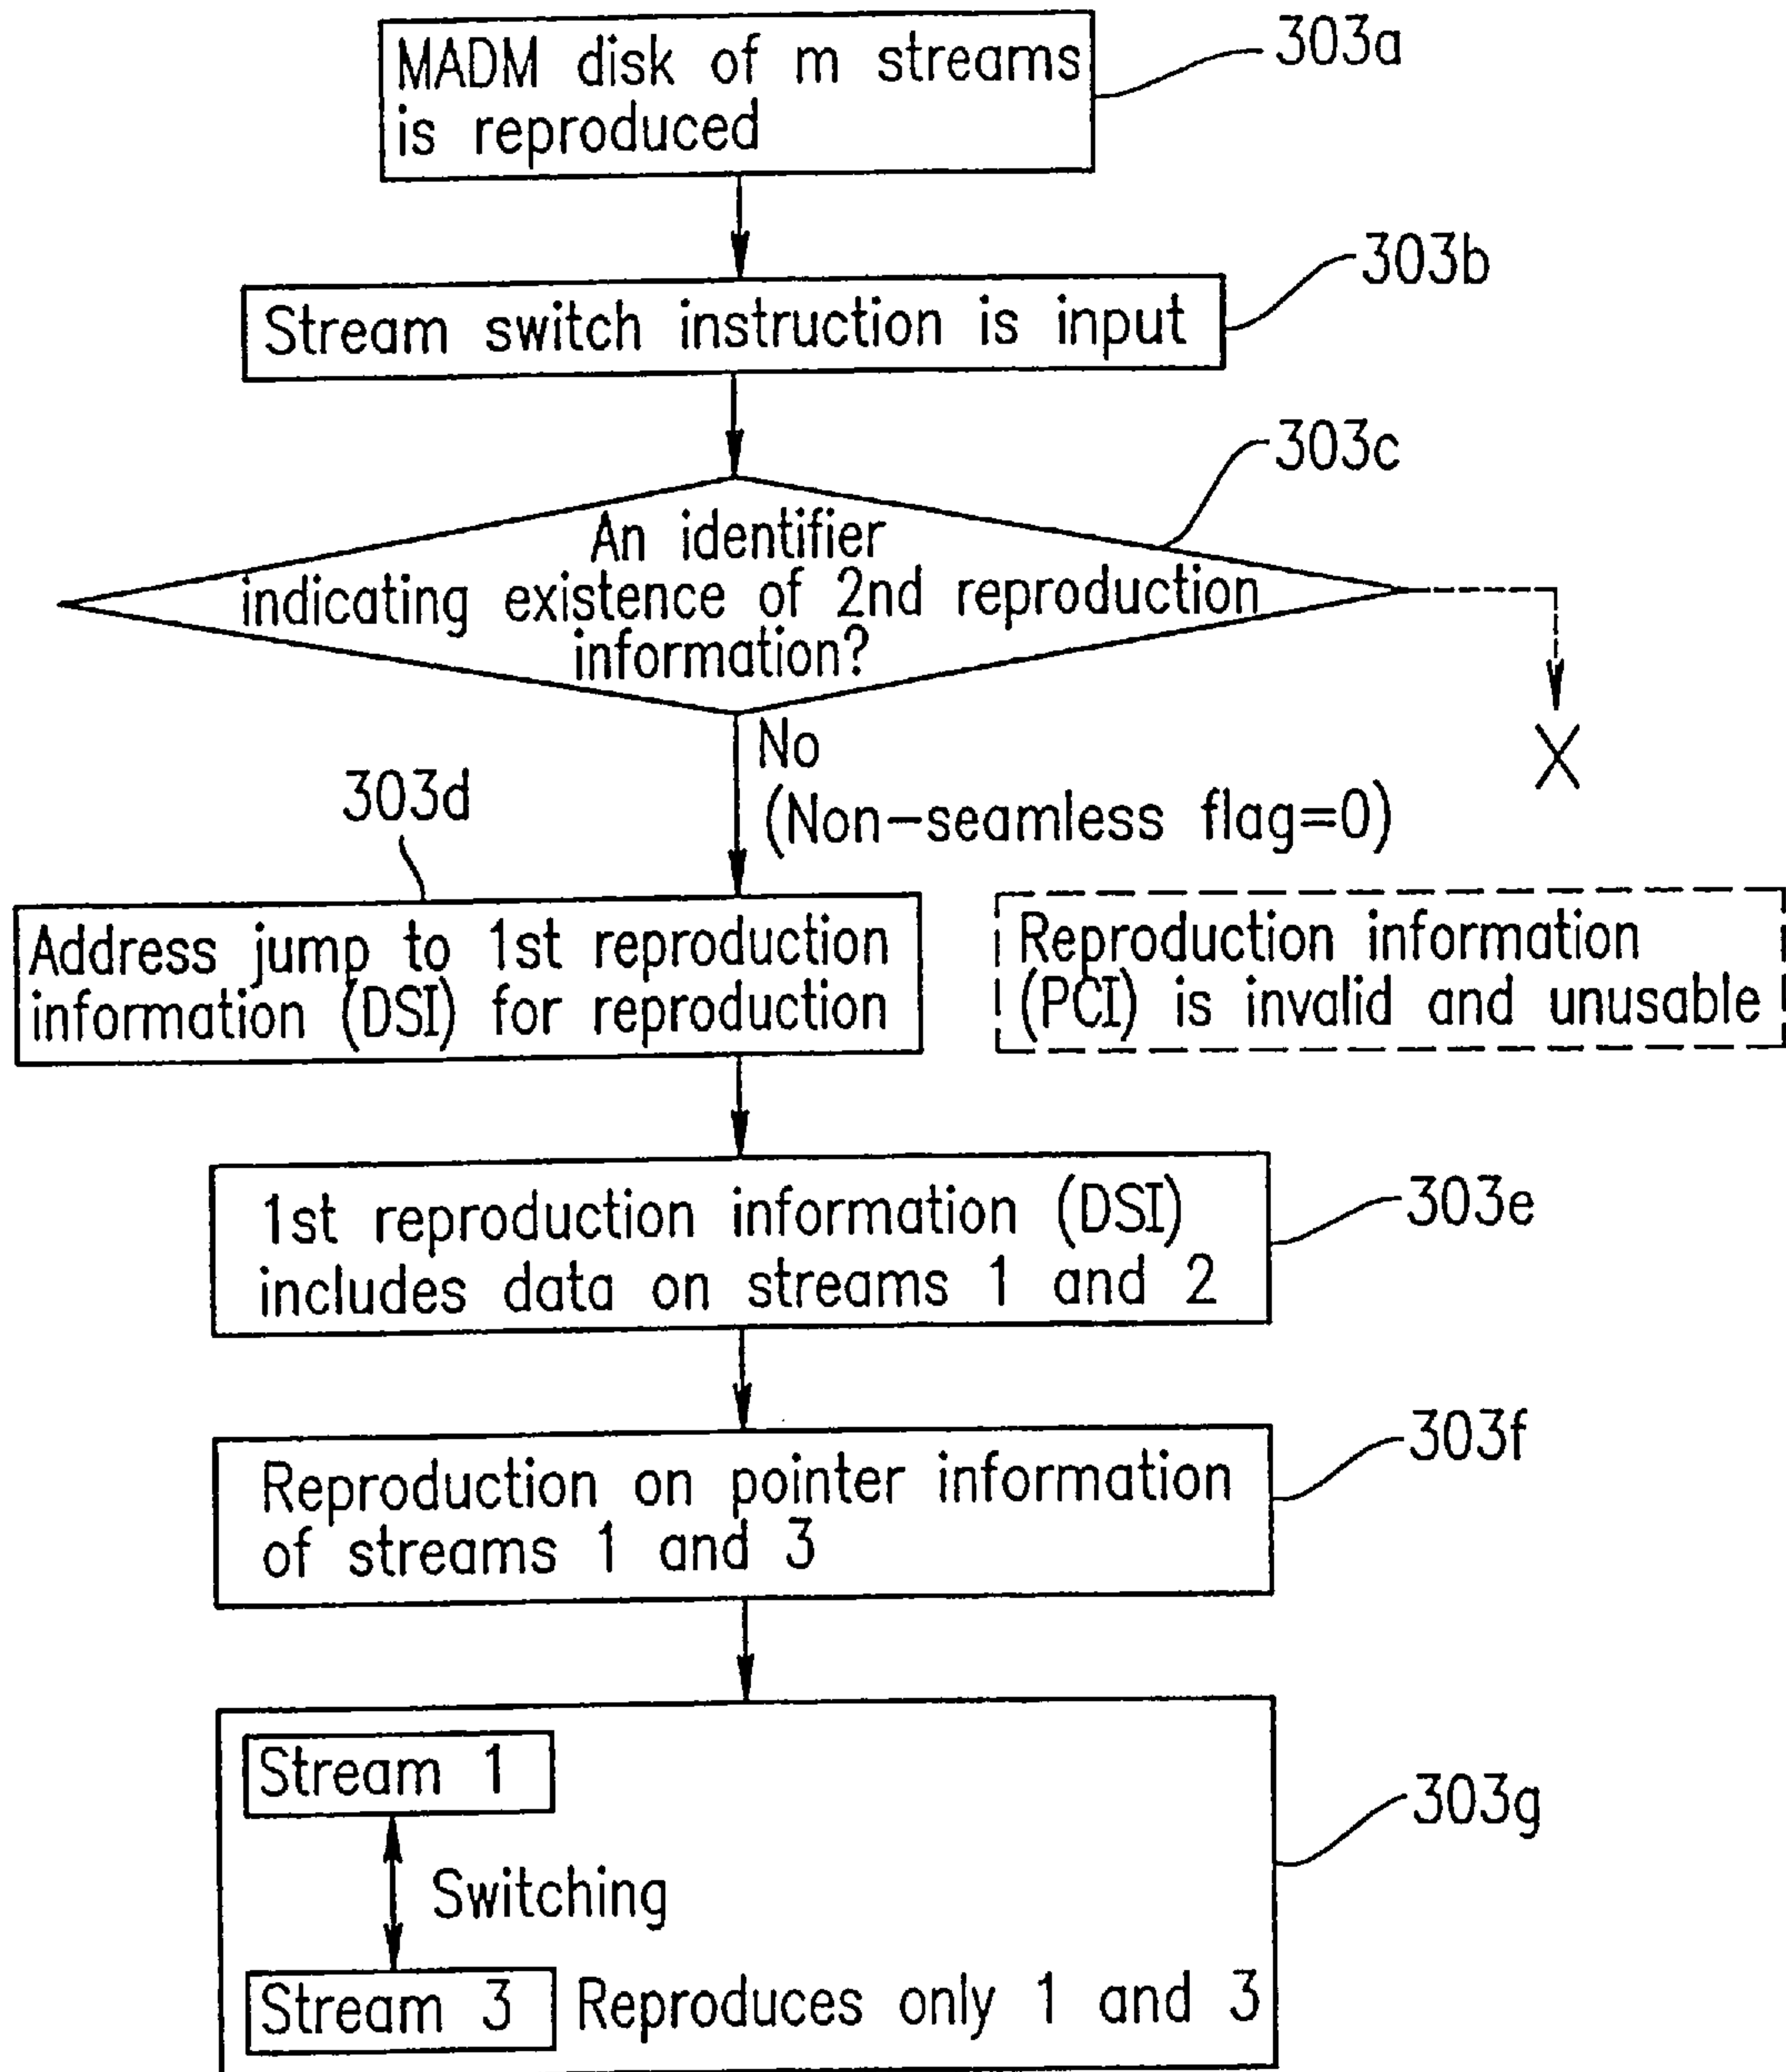 MADM disk of m streams
is reproduced
303a
Stream switch instruction is input
303b
303c
An identifier
indicating existence of 2nd reproduction
information?
No
(Non-seamless flag=0)
X
303d
Address jump to 1st reproduction
information (DSI) for reproduction
Reproduction information
(PCI) is invalid and unusable
1st reproduction information (DSI)
includes data on streams 1 and 2
303e
Reproduction on pointer information
of streams 1 and 3
303f
Stream 1
303g
Switching
Stream 3 Reproduces only 1 and 3